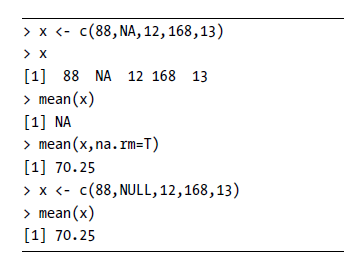 > x <- c(88,NA,12,168,13)
> x
[1]  88  NA  12 168  13
> mean(x)
[1] NA
> mean(x,na.rm=T)
[1] 70.25
> x <- c(88,NULL,12,168,13)
> mean(x)
[1] 70.25